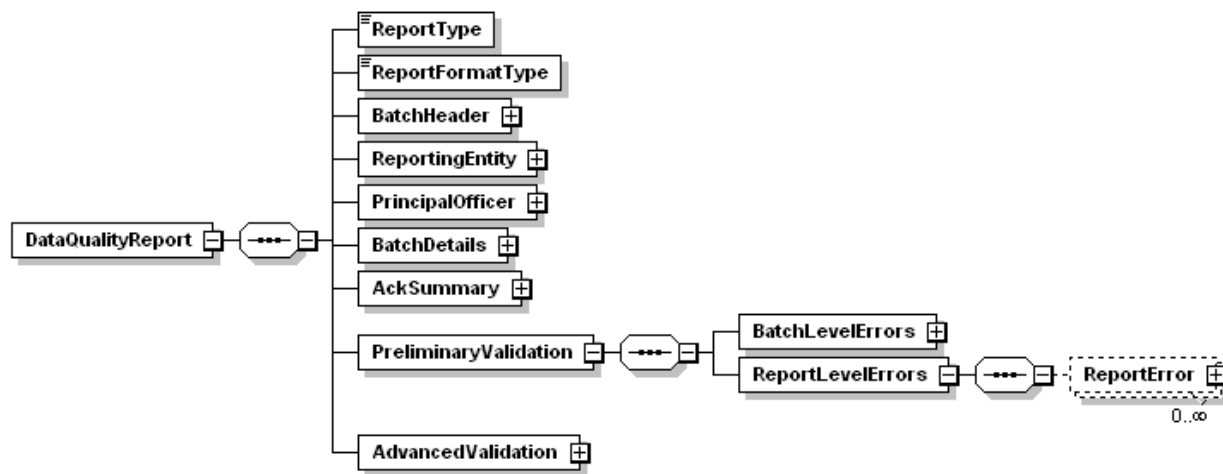 ReportType
ReportFormatType
BatchHeader
ReportingEntity
PrincipalOfficer
DataQualityReport
BatchDetails
AckSummary
BatchLevelErrors
PreliminaryValidation
ReportLevelErrors
ReportError
0..∞
AdvancedValidation